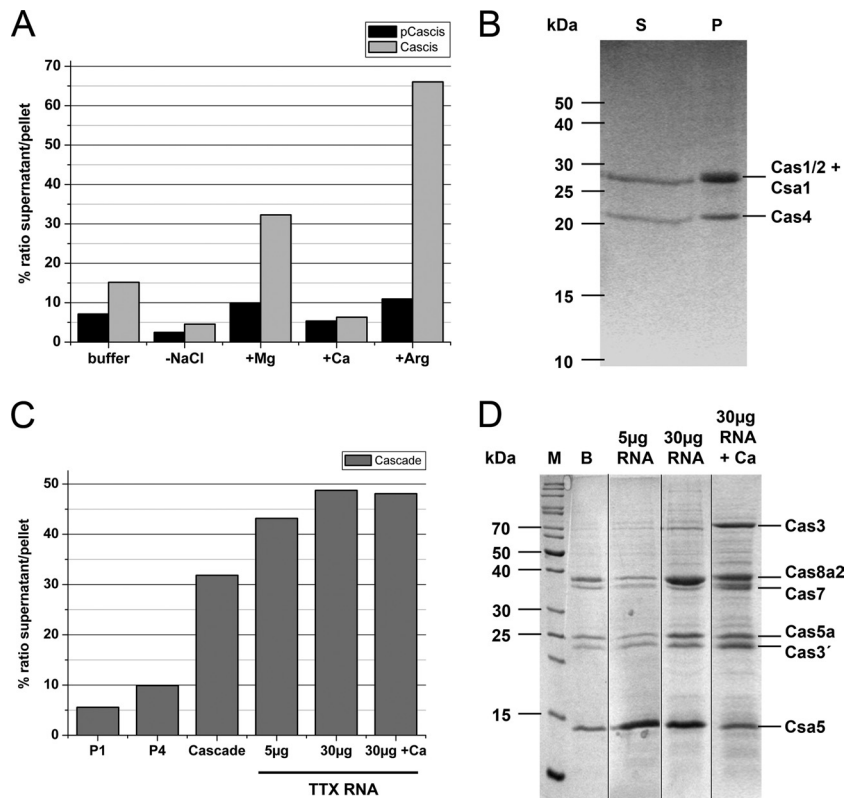 A
pCascis
Cascis
% ratio supernatant/pellet
70
60
50
40
30
20
10
0
buffer -NaCl +Mg +Ca +Arg
B
kDa S P
50
40
30
25
20
15
10
Cas1/2 +
Csa1
Cas4
C
Cascade
% ratio supernatant/pellet
50
40
30
20
10
0
P1 P4 Cascade 5µg 30µg 30µg +Ca
TTX RNA
D
kDa M B
5µg
RNA
30µg
RNA
30µg
RNA
+ Ca
70
50
40
30
25
15
Cas3
Cas8a2
Cas7
Cas5a
Cas3´
Csa5